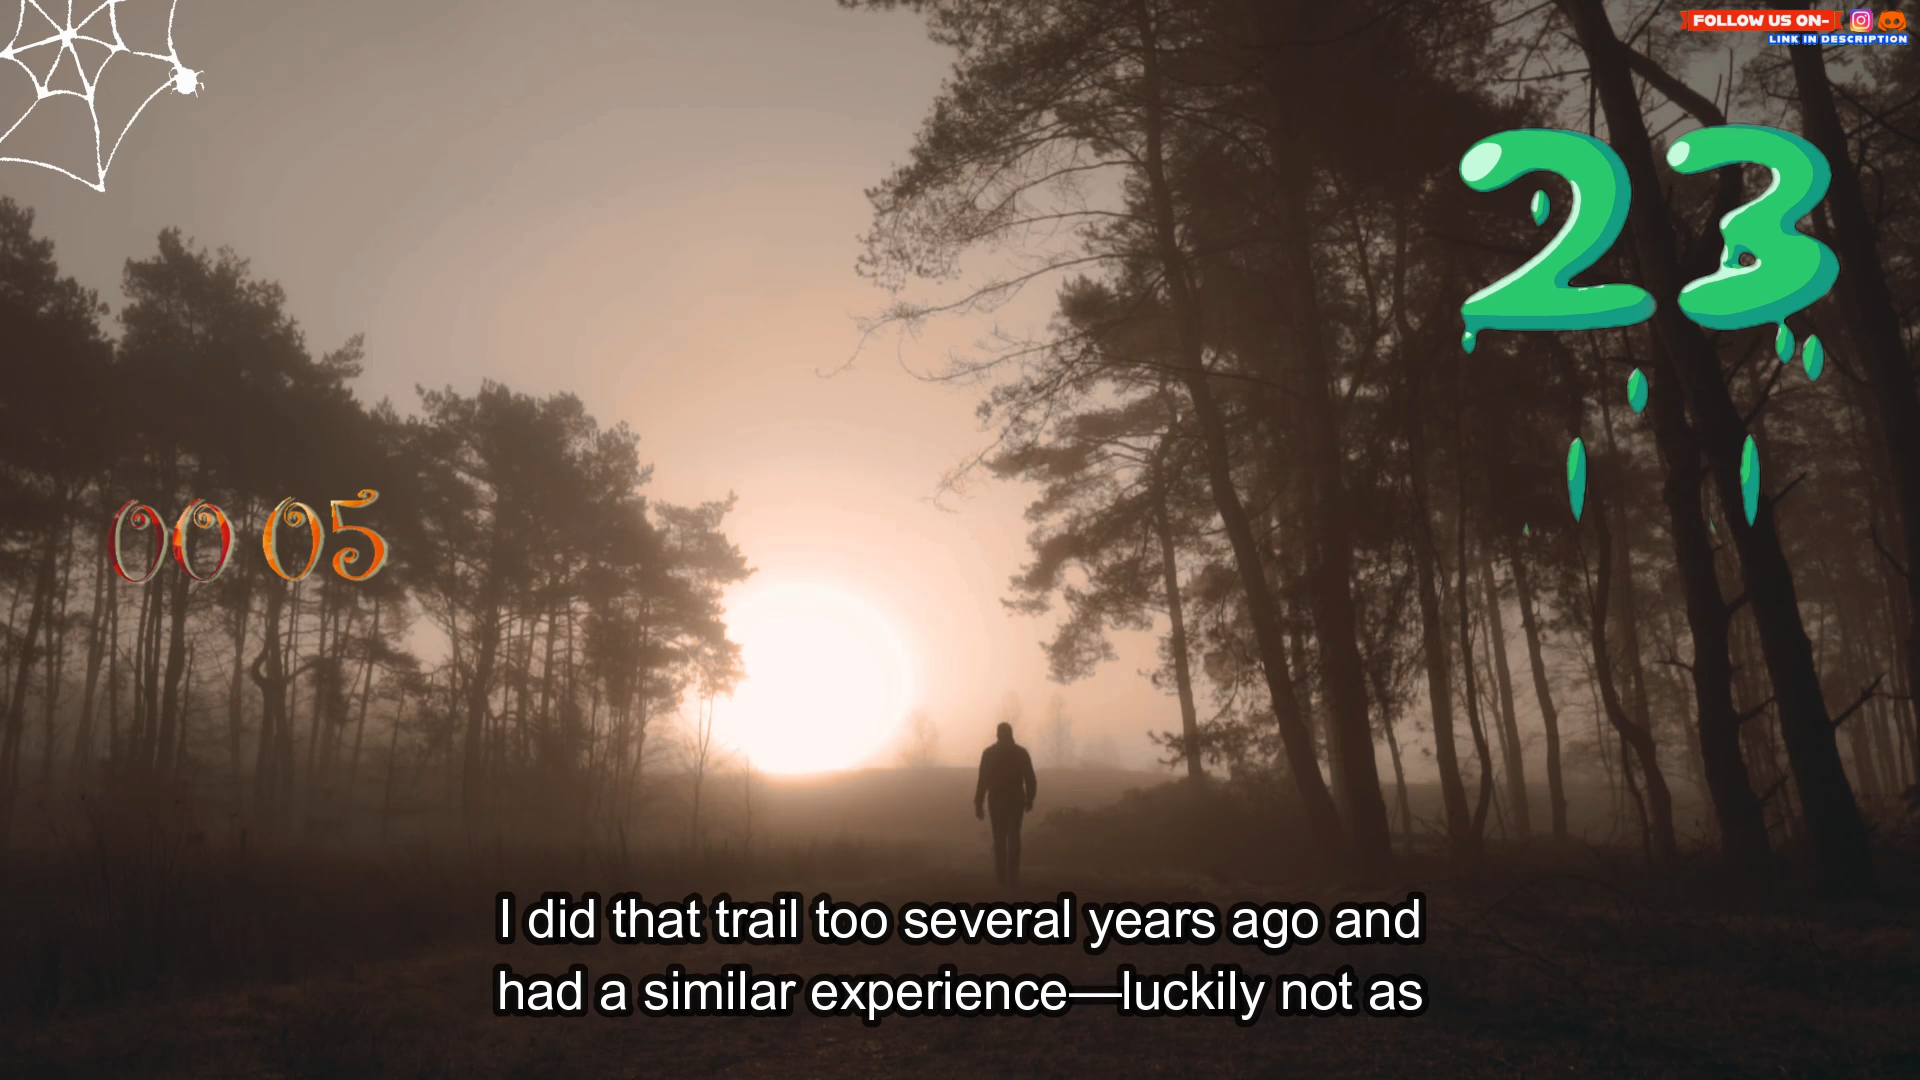 FOLLOW US ON-
LINK IN DESCRIPTION
23
00 05
I did that trail too several years ago and
had a similar experience—luckily not as